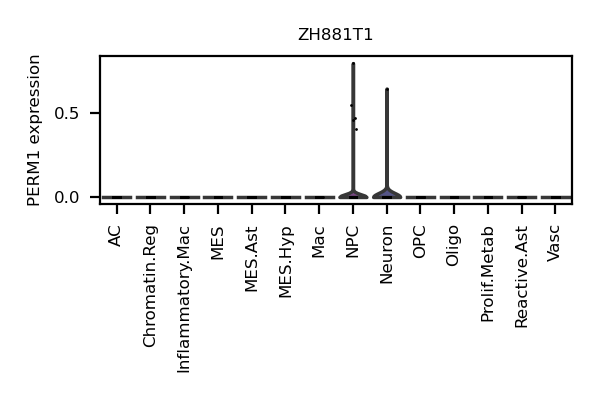 ZH881T1
PERM1 expression
0.5
0.0
AC
Chromatin.Reg
Inflammatory.Mac
MES
MES.Ast
MES.Hyp
Mac
NPC
Neuron
OPC
Oligo
Prolif.Metab
Reactive.Ast
Vasc